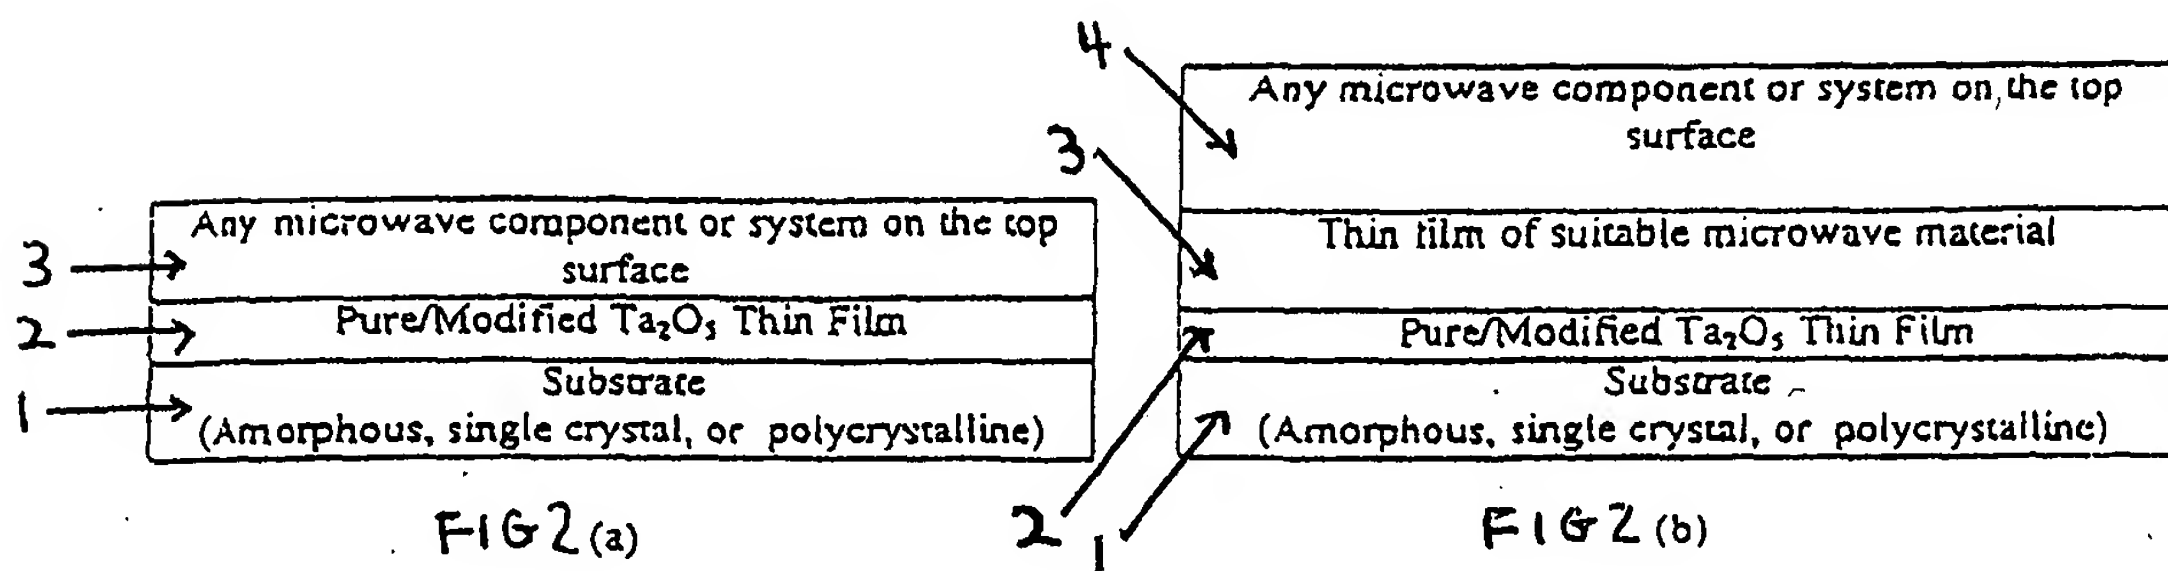 3
Any microwave component or system on the top
surface
2
Pure/Modified Ta₂O₅ Thin Film
1
Substrate
(Amorphous, single crystal, or polycrystalline)
FIG 2 (a)
4
Any microwave component or system on the top
surface
3
Thin film of suitable microwave material
2
Pure/Modified Ta₂O₅ Thin Film
1
Substrate
(Amorphous, single crystal, or polycrystalline)
FIG 2 (b)